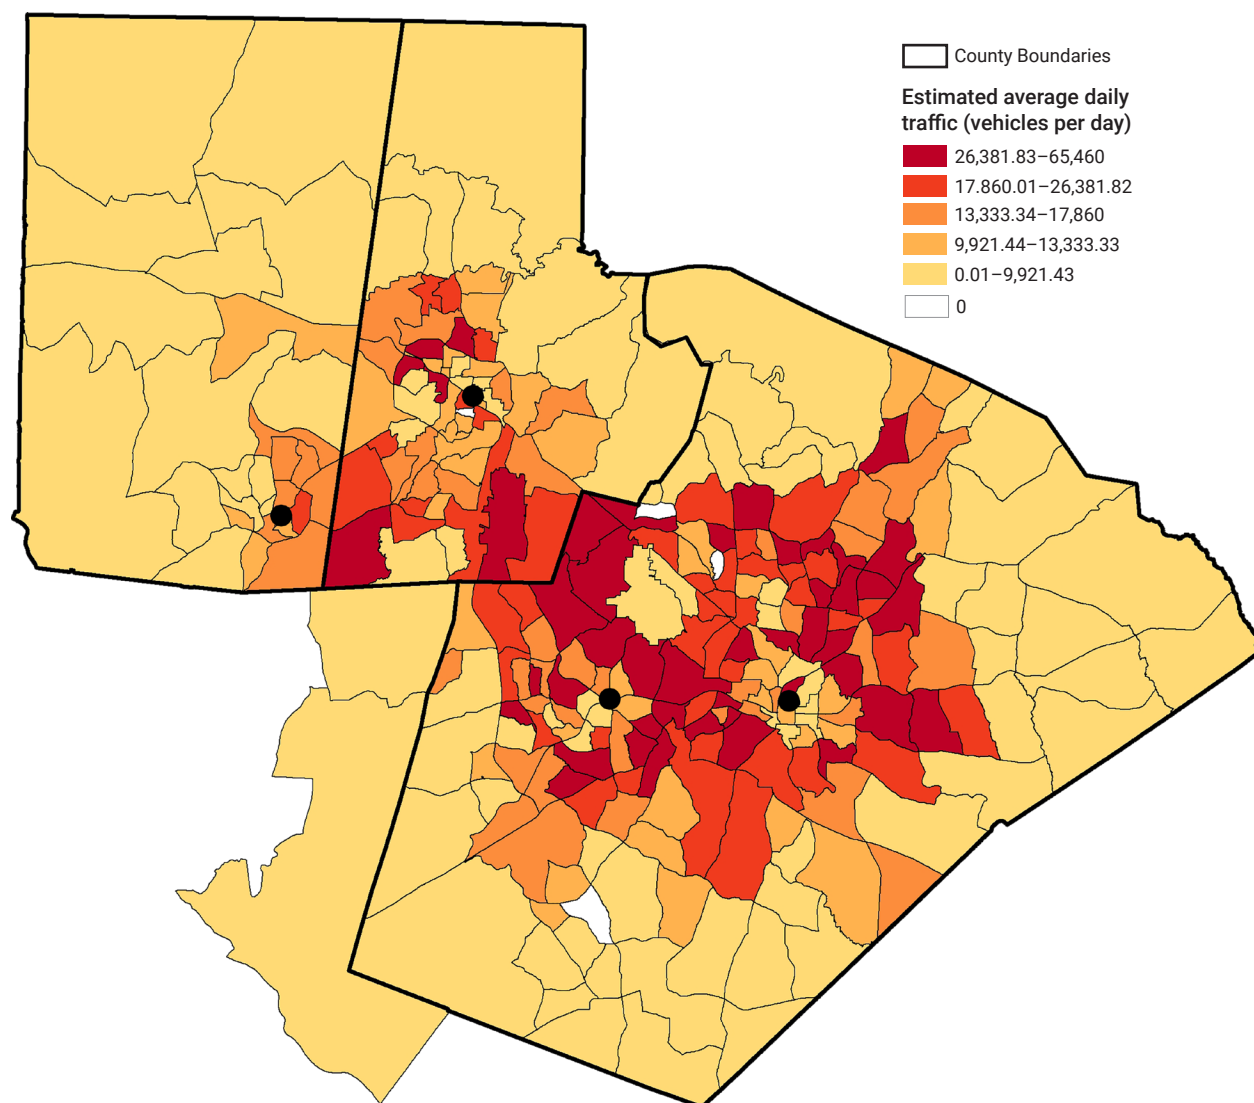 County Boundaries
Estimated average daily
traffic (vehicles per day)
26,381.83–65,460
17.860.01–26,381.82
13,333.34–17,860
9,921.44–13,333.33
0.01–9,921.43
0